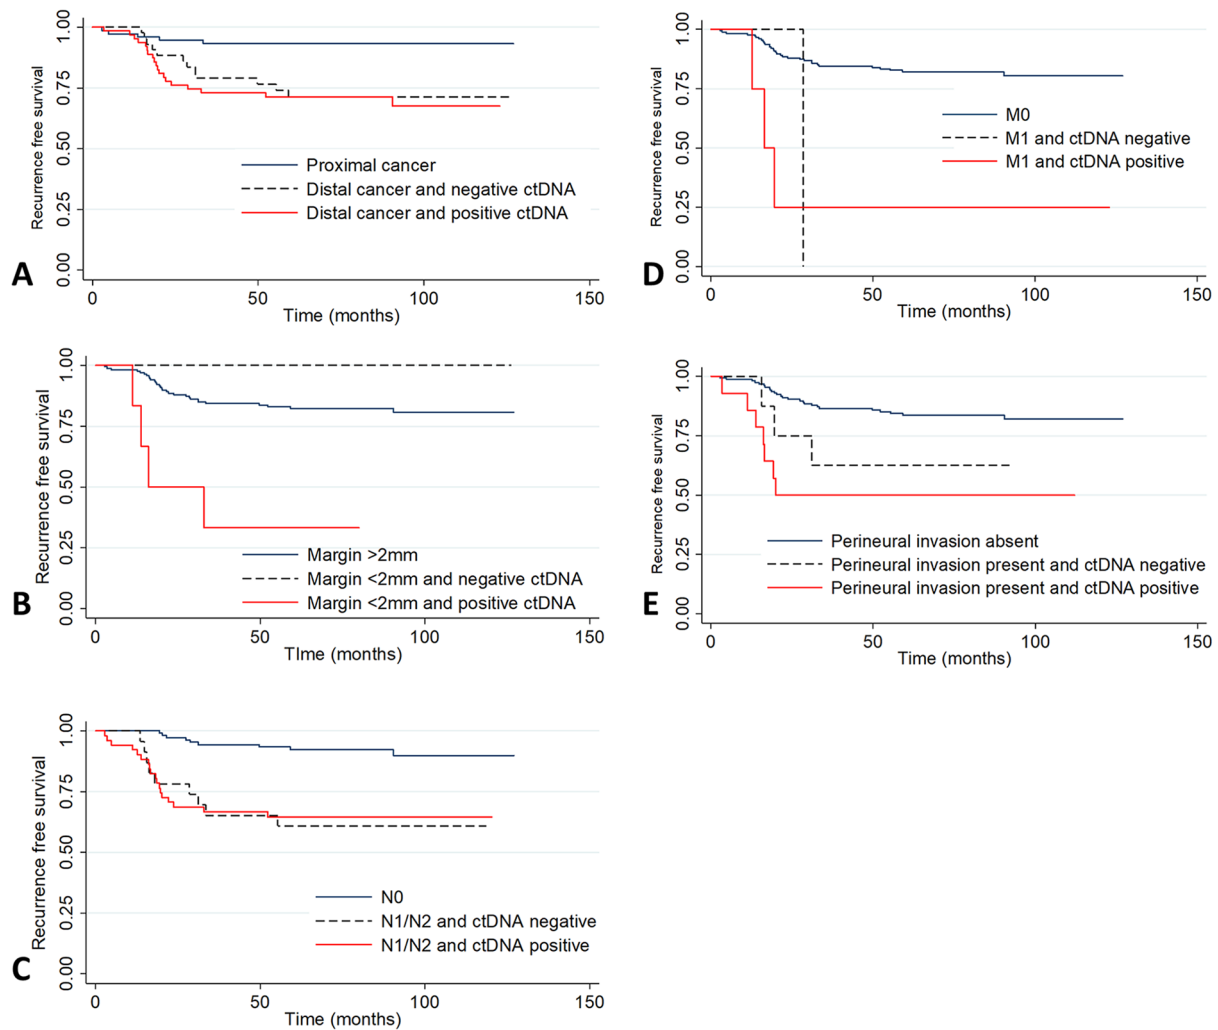 1.00
0.75
0.50
0.25
0.00
Recurrence free survival
Proximal cancer
Distal cancer and negative ctDNA
Distal cancer and positive ctDNA
A
0 50 100 150
Time (months)
1.00
0.75
0.50
0.25
0.00
Recurrence free survival
Margin >2mm
Margin <2mm and negative ctDNA
Margin <2mm and positive ctDNA
B
0 50 100 150
TIme (months)
1.00
0.75
0.50
0.25
0.00
Recurrence free survival
N0
N1/N2 and ctDNA negative
N1/N2 and ctDNA positive
C
0 50 100 150
Time (months)
1.00
0.75
0.50
0.25
0.00
Recurrence free survival
M0
M1 and ctDNA negative
M1 and ctDNA positive
D
0 50 100 150
Time (months)
1.00
0.75
0.50
0.25
0.00
Recurrence free survival
Perineural invasion absent
Perineural invasion present and ctDNA negative
Perineural invasion present and ctDNA positive
E
0 50 100 150
Time (months)